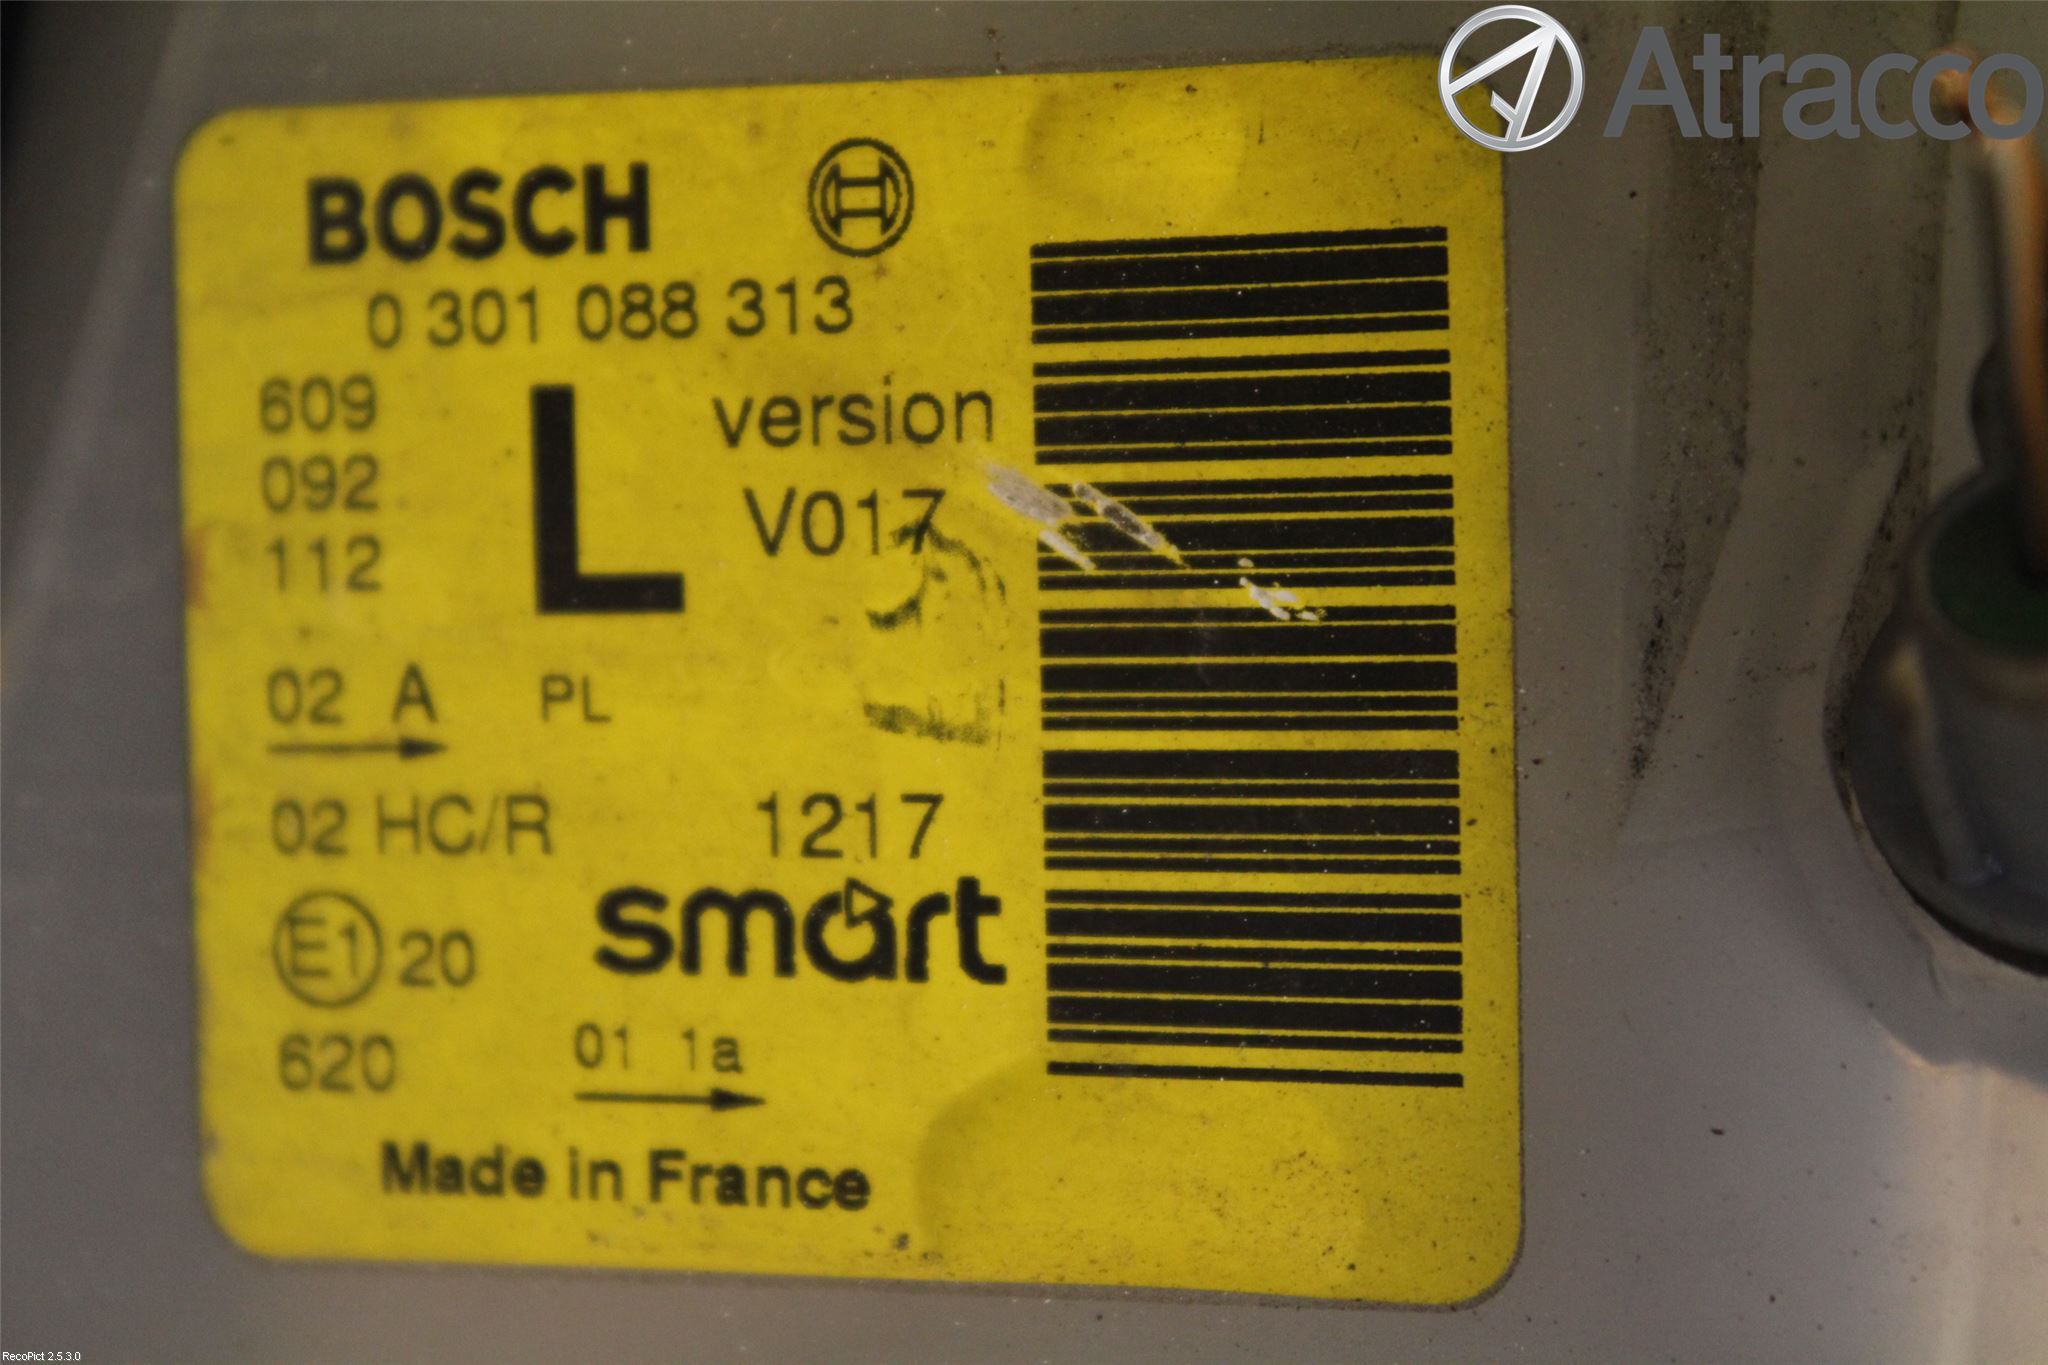 Atracco
BOSCH
0 301 088 313
609
092
112
L
version
V017
02 A PL
02 HC/R 1217
E1 20
smart
620
01 1a
Made in France
RecoPict 2.5.3.0